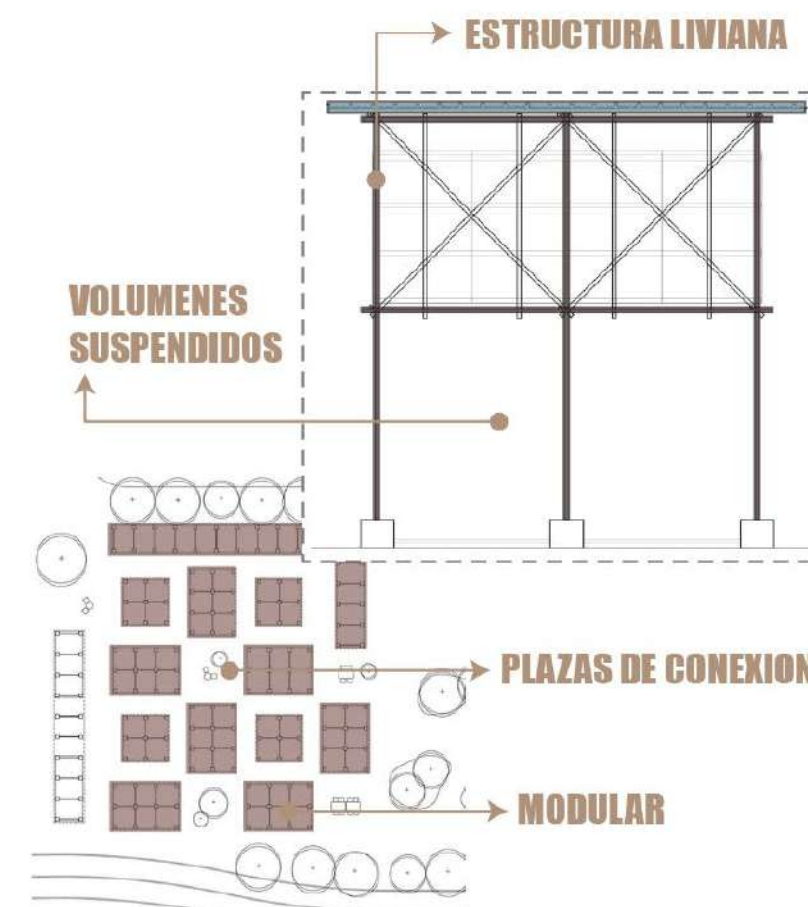 ESTRUCTURA LIVIANA
VOLUMENES
SUSPENDIDOS
PLAZAS DE CONEXION
MODULAR